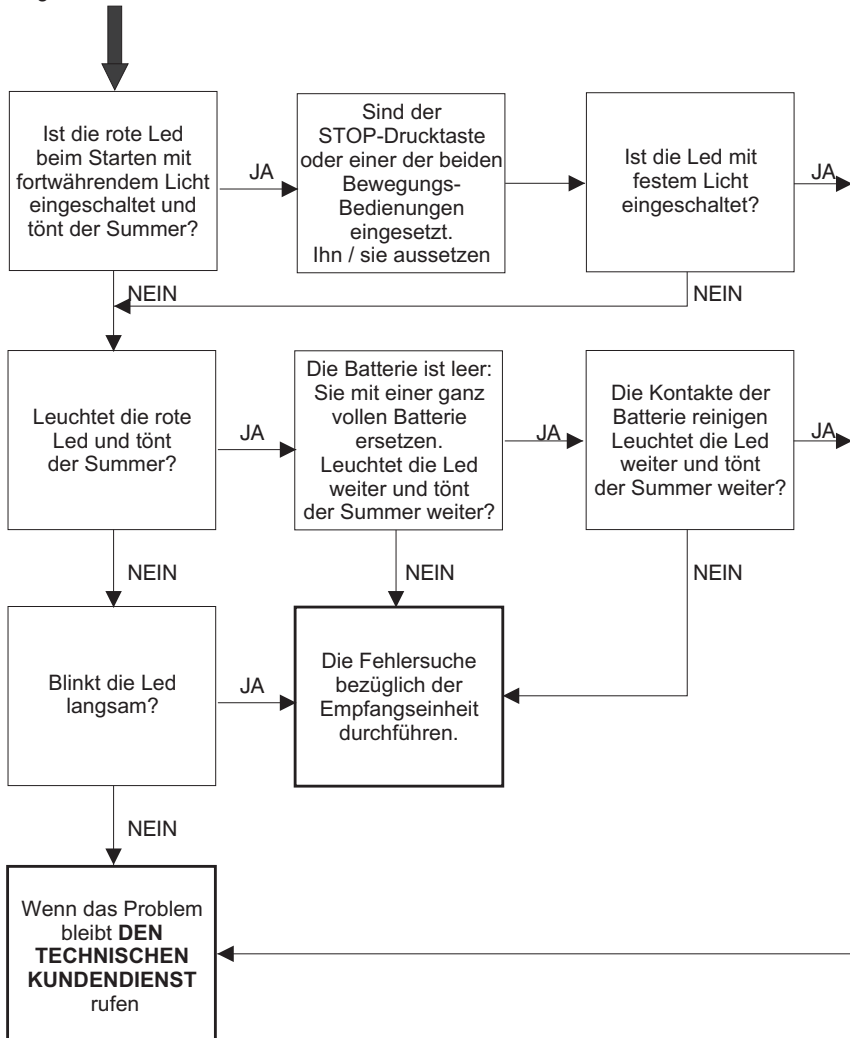 Ist die rote Led
beim Starten mit
fortwährendem Licht
eingeschaltet und
tönt der Summer?
JA
Sind der
STOP-Drucktaste
oder einer der beiden
Bewegungs-
Bedienungen
eingesetzt.
Ihn / sie aussetzen
Ist die Led mit
festem Licht
eingeschaltet?
JA
NEIN
NEIN
Leuchtet die rote
Led und tönt
der Summer?
JA
Die Batterie ist leer:
Sie mit einer ganz
vollen Batterie
ersetzen.
Leuchtet die Led
weiter und tönt
der Summer weiter?
JA
Die Kontakte der
Batterie reinigen
Leuchtet die Led
weiter und tönt
der Summer weiter?
JA
NEIN
NEIN
NEIN
Blinkt die Led
langsam?
JA
Die Fehlersuche
bezüglich der
Empfangseinheit
durchführen.
NEIN
Wenn das Problem
bleibt DEN
TECHNISCHEN
KUNDENDIENST
rufen